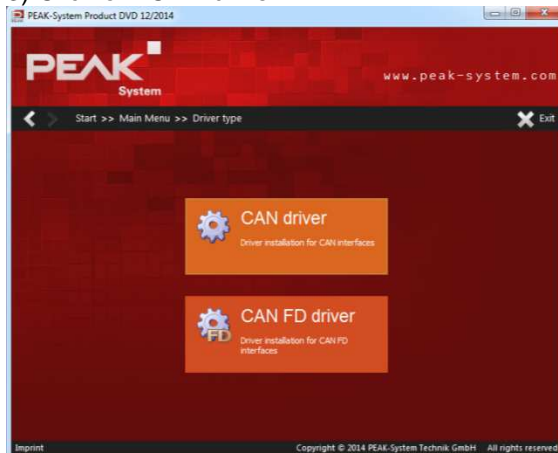 PEAK-System Product DVD 12/2014
PEAK
System
www.peak-system.com
Start >> Main Menu >> Driver type
Exit
CAN driver
Driver installation for CAN interfaces
FD
CAN FD driver
Driver installation for CAN FD
interfaces
Imprint
Copyright © 2014 PEAK-System Technik GmbH All rights reserved